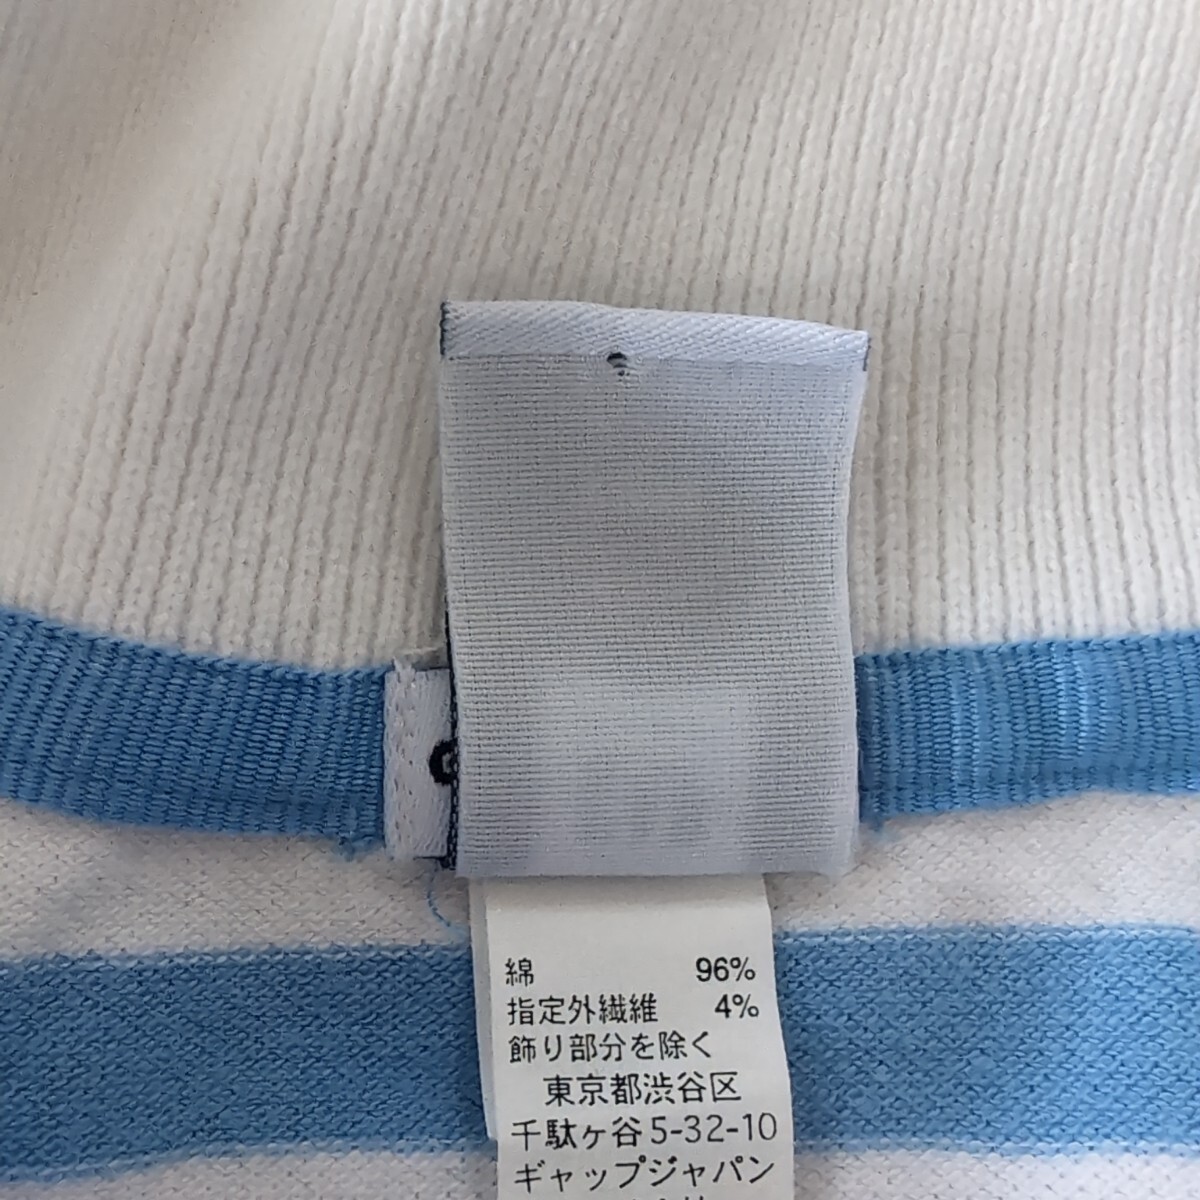 綿 96%
指定外繊維 4%
飾り部分を除く
東京都渋谷区
千駄ヶ谷5-32-10
ギャップジャパン